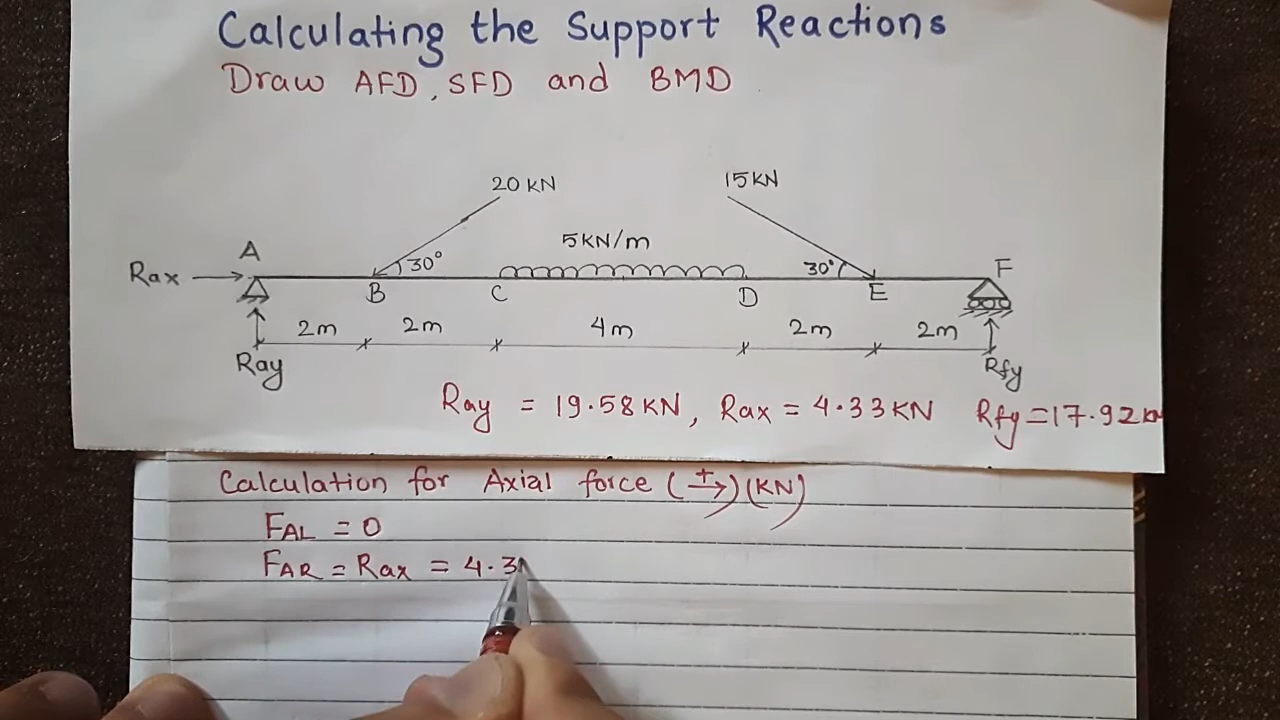 Calculating the Support Reactions
Draw AFD, SFD and BMD
20 KN 15 KN
5KN/m
A 30° 30° F
Rax
B C D E
2m 2m 4m 2m 2m
Ray Rfy
Ray = 19.58 KN, Rax = 4.33 KN Rfy = 17.92 KN
Calculation for Axial force (+→) (KN)
FAL = 0
FAR = Rax = 4.3